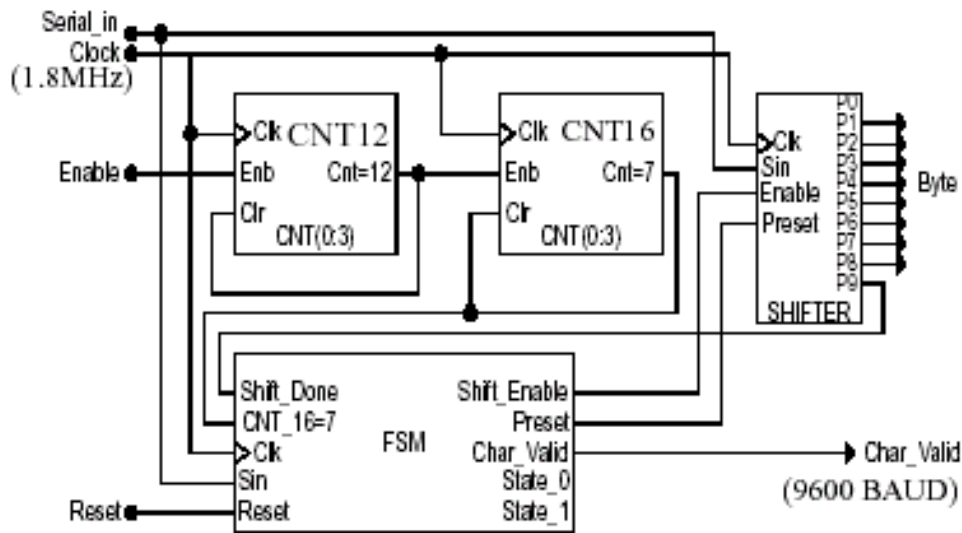 Serial_in
Clock
(1.8MHz)
Clk CNT12
Enable
Enb Cnt=12
Clr
CNT(0:3)
Clk CNT16
Enb Cnt=7
Clr
CNT(0:3)
P0
P1
Clk P2
Sin P3
Enable P4
P5
Preset P6
P7
P8
P9
SHIFTER
Byte
Shift_Done Shift_Enable
CNT_16=7 Preset
Clk FSM Char_Valid
Sin State_0
Reset State_1
Reset
Char_Valid
(9600 BAUD)